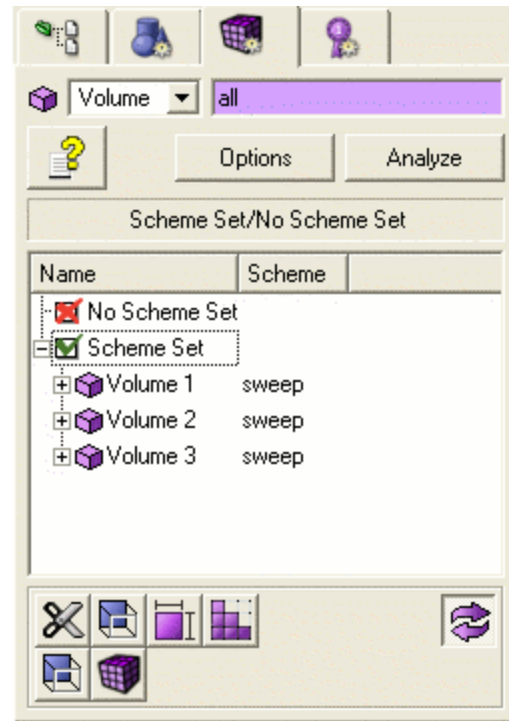 Volume all
Options Analyze
Scheme Set/No Scheme Set
Name Scheme
No Scheme Set
Scheme Set
Volume 1 sweep
Volume 2 sweep
Volume 3 sweep